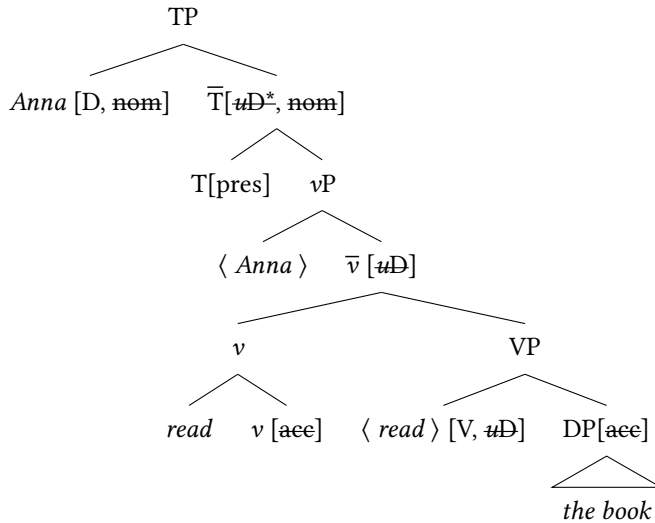 TP
Anna [D, nom] T̅[uD*, nom]
T[pres] vP
⟨ Anna ⟩ v̅ [uD]
v VP
read v [acc] ⟨ read ⟩ [V, uD] DP[acc]
the book